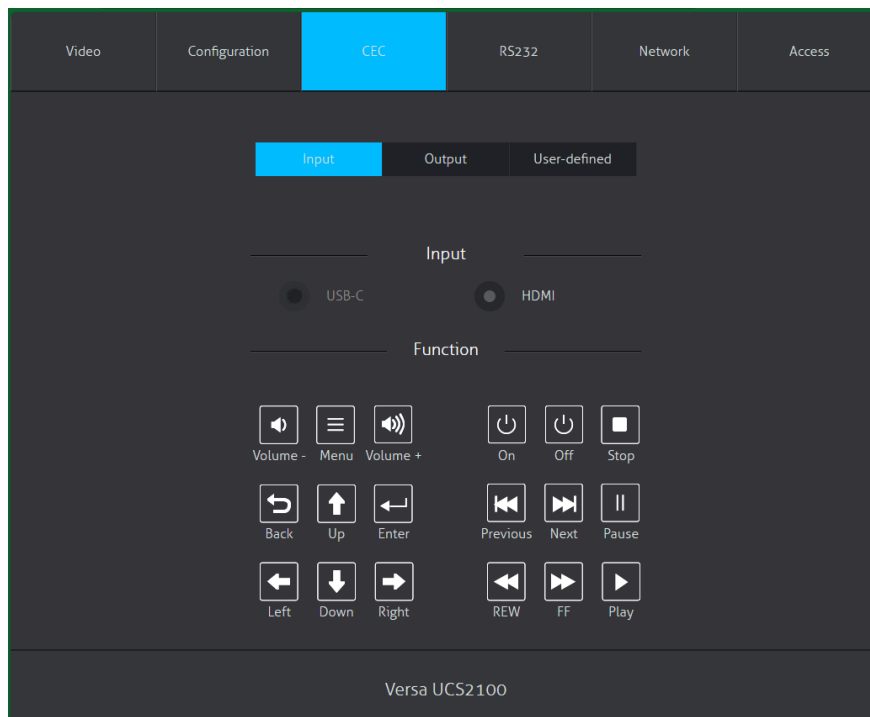 Video Configuration CEC RS232 Network Access
Input Output User-defined
Input
USB-C HDMI
Function
Volume - Menu Volume + On Off Stop
Back Up Enter Previous Next Pause
Left Down Right REW FF Play
Versa UCS2100